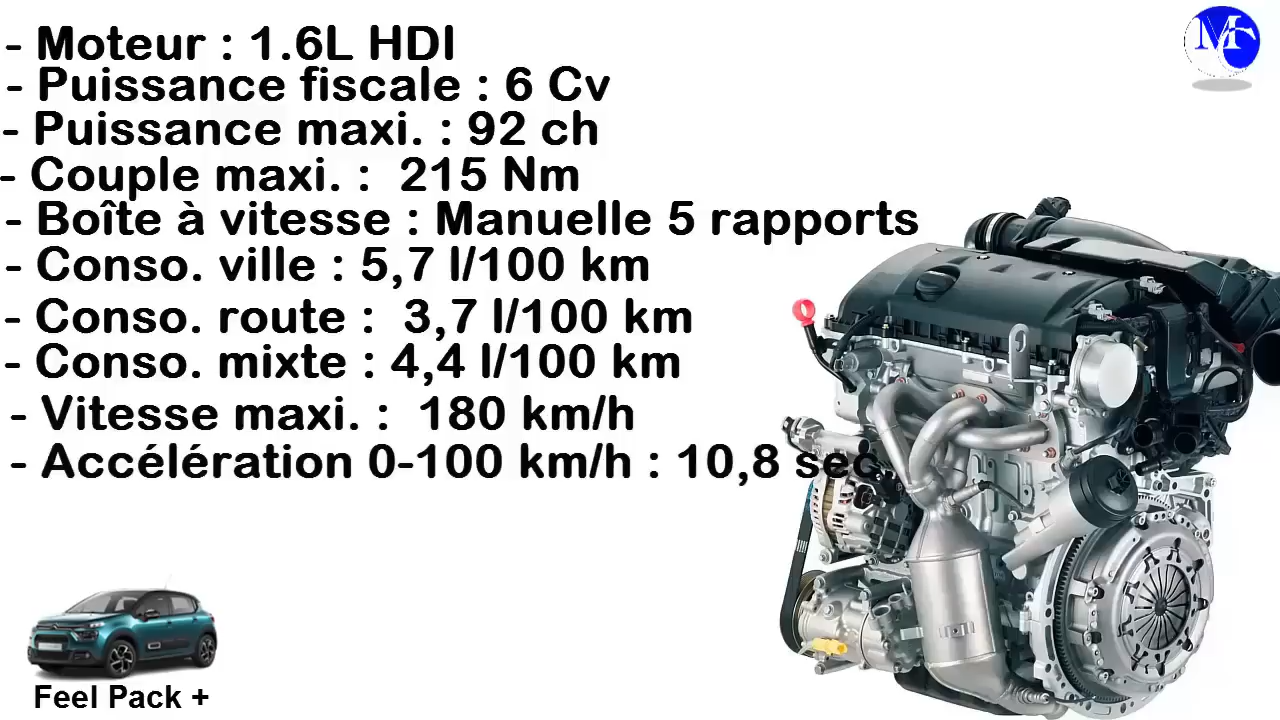 - Moteur : 1.6L HDI
- Puissance fiscale : 6 Cv
- Puissance maxi. : 92 ch
- Couple maxi. :  215 Nm
- Boîte à vitesse : Manuelle 5 rapports
- Conso. ville : 5,7 l/100 km
- Conso. route :  3,7 l/100 km
- Conso. mixte : 4,4 l/100 km
- Vitesse maxi. :  180 km/h
- Accélération 0-100 km/h : 10,8 sec.
Feel Pack +
MC